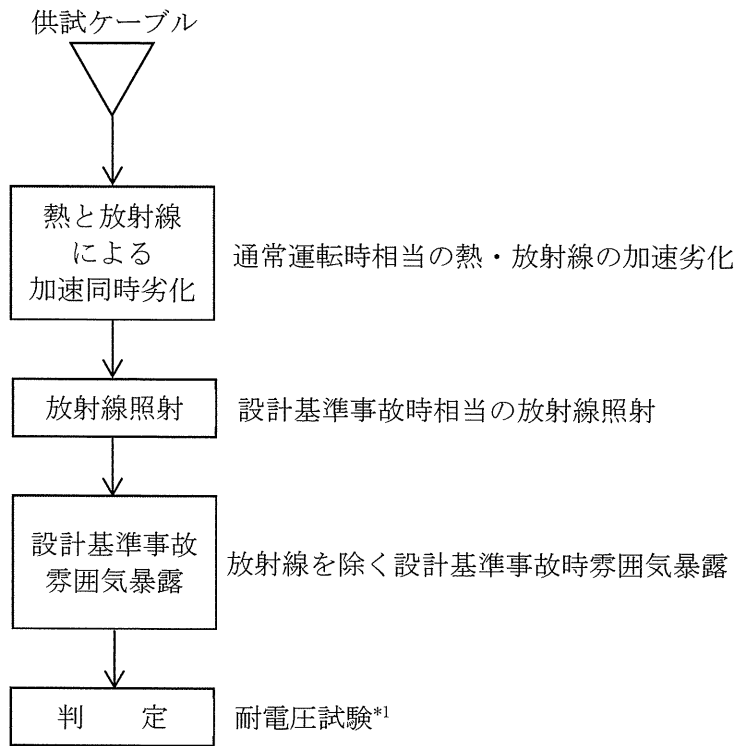 供試ケーブル
熱と放射線
による
加速同時劣化
通常運転時相当の熱・放射線の加速劣化
放射線照射
設計基準事故時相当の放射線照射
設計基準事故
雰囲気暴露
放射線を除く設計基準事故時雰囲気暴露
判 定
耐電圧試験*1